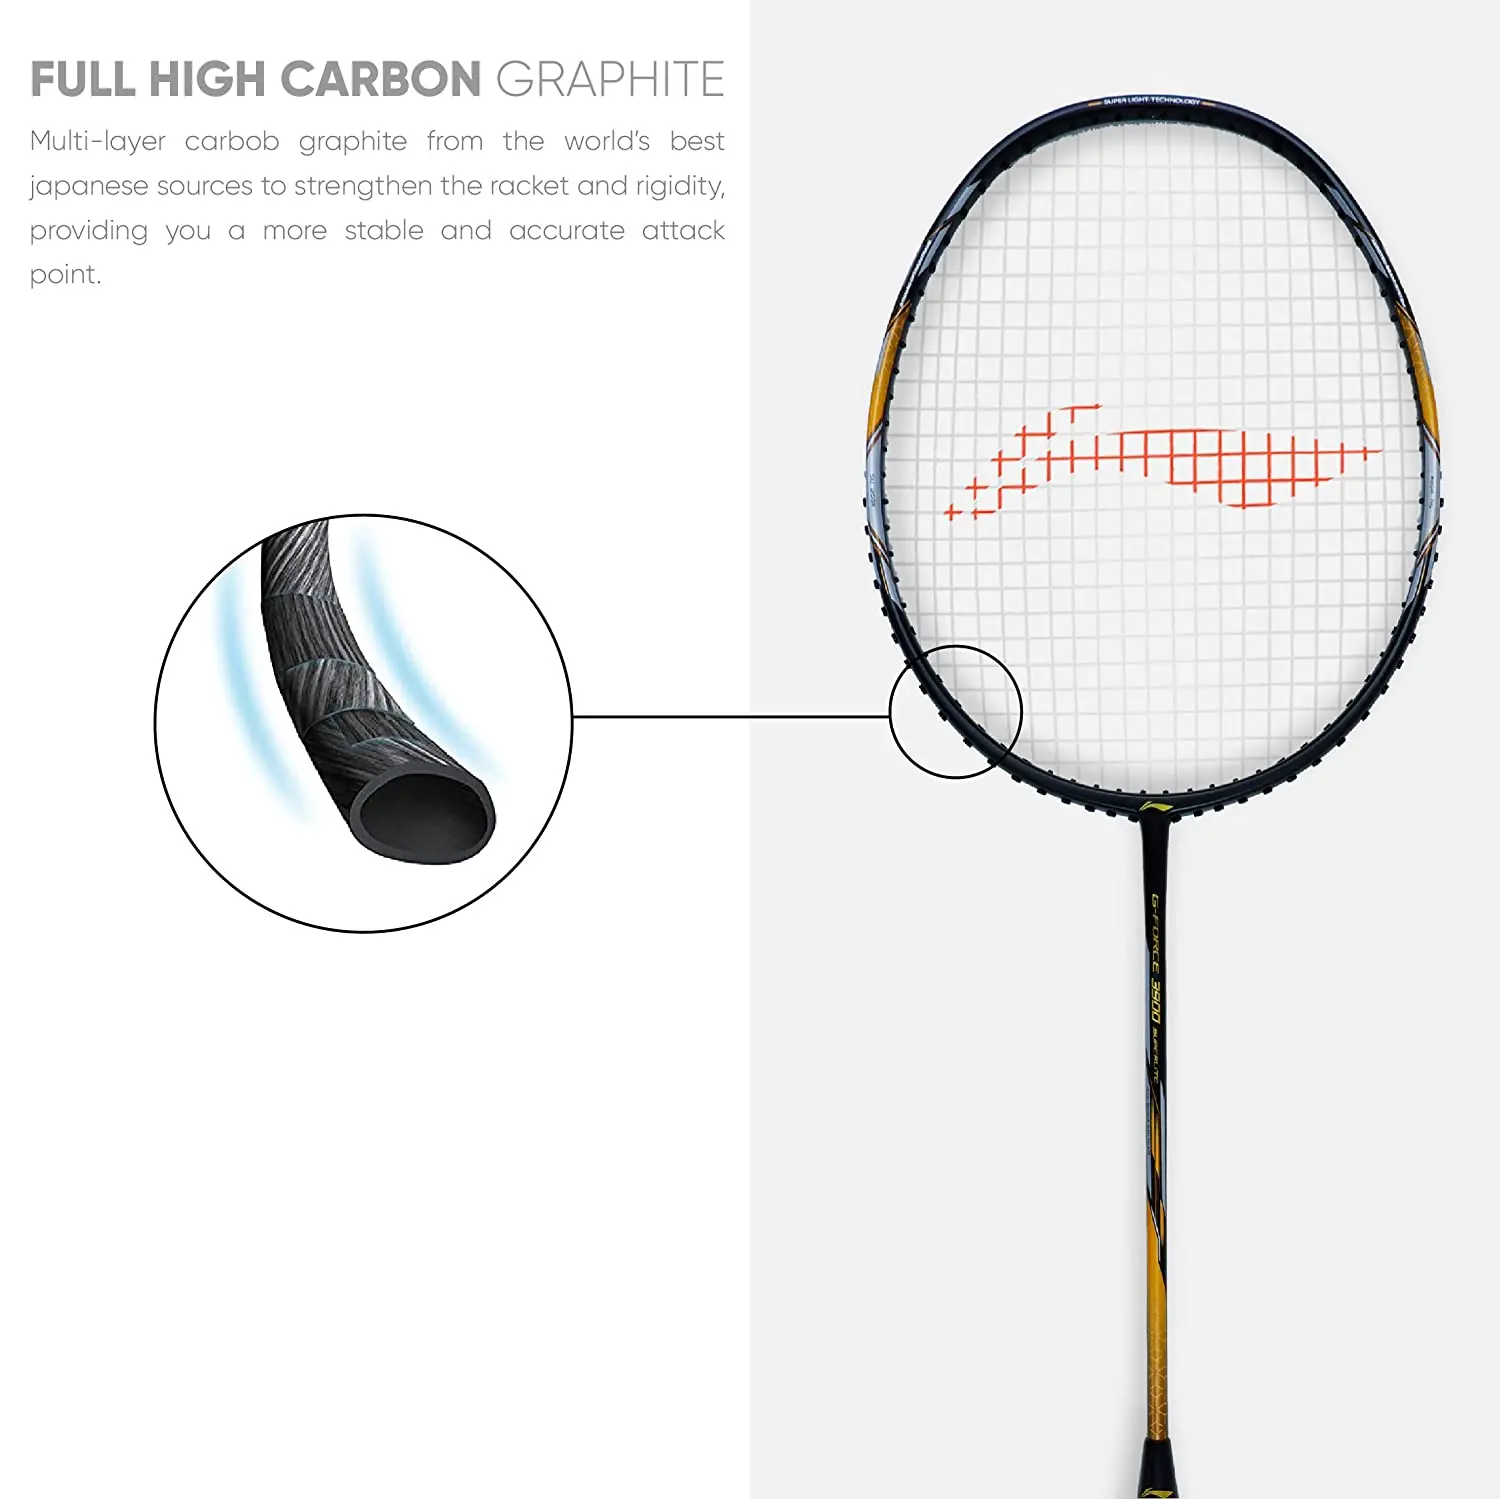 FULL HIGH CARBON GRAPHITE
Multi-layer carbob graphite from the world's best
japanese sources to strengthen the racket and rigidity,
providing you a more stable and accurate attack
point.
SUPER LIGHT TECHNOLOGY
G-FORCE 3900 SUPERLITE